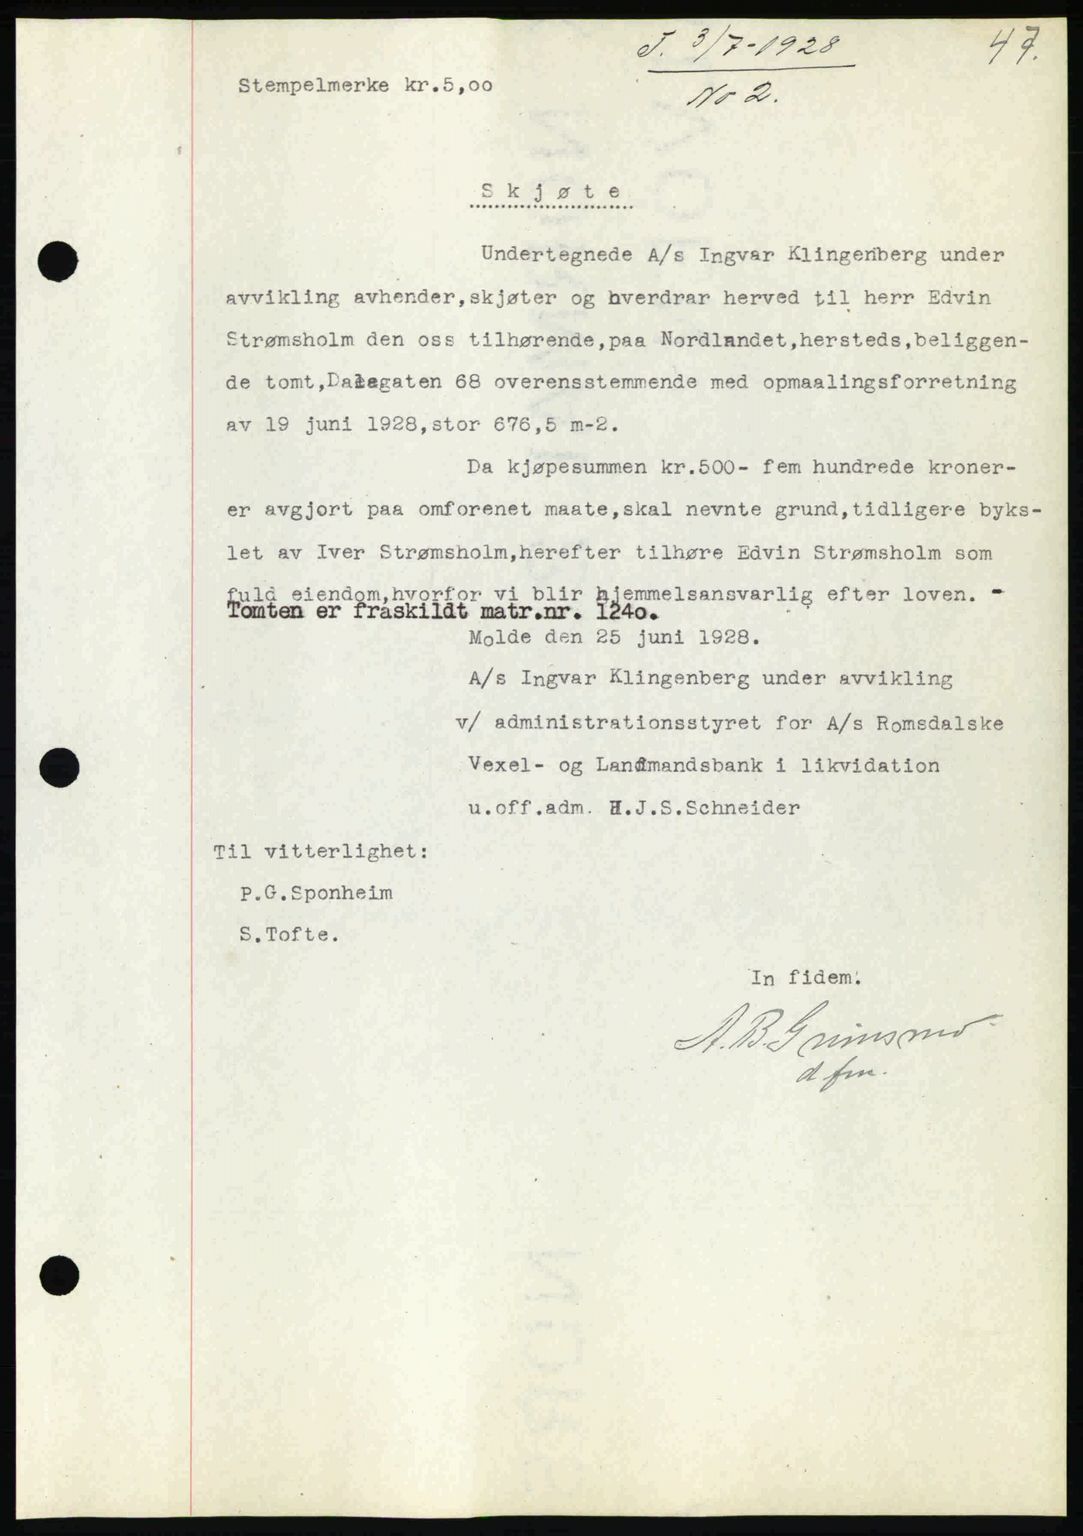 J. 3/7-1928
47.
Stempelmerke kr.5,00
No 2.
Skjøte
Undertegnede A/s Ingvar Klingenberg under
avvikling avhender,skjøter og hverdrar herved til herr Edvin
Strømsholm den oss tilhørende,paa Nordlandet,hersteds,beliggen-
de tomt,Dalegaten 68 overensstemmende med opmaalingsforretning
av 19 juni 1928,stor 676,5 m-2.
Da kjøpesummen kr.500- fem hundrede kroner-
er avgjort paa omforenet maate,skal nevnte grund,tidligere byks-
let av Iver Strømsholm,herefter tilhøre Edvin Strømsholm som
fuld eiendom,hvorfor vi blir hjemmelsansvarlig efter loven. -
Tomten er fraskildt matr.nr. 124o.
Molde den 25 juni 1928.
A/s Ingvar Klingenberg under avvikling
v/ administrationsstyret for A/s Romsdalske
Vexel- og Landmandsbank i likvidation
u.off.adm. H.J.S.Schneider
Til vitterlighet:
P.G.Sponheim
S.Tofte.
In fidem:
A.B.Grimsmo
d fm.